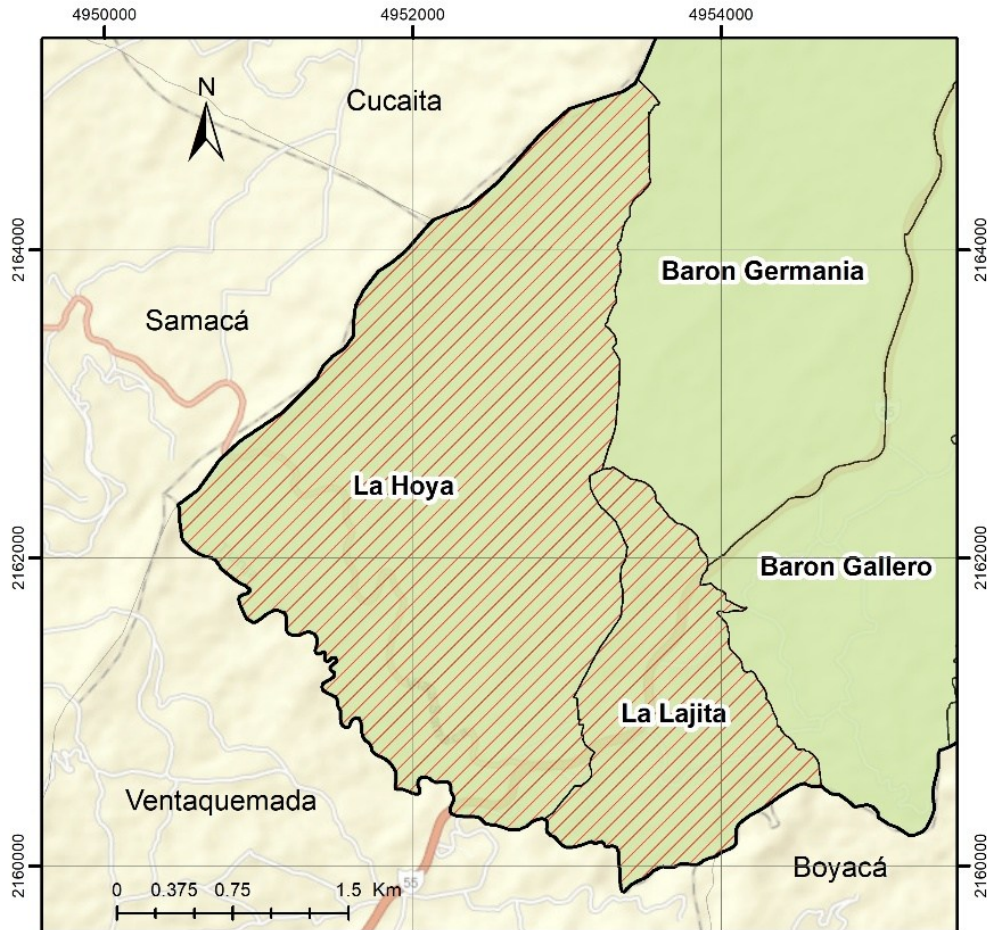 4950000 4952000 4954000
N
Cucaita
2164000 2164000
Baron Germania
Samacá
La Hoya
2162000 2162000
Baron Gallero
La Lajita
Ventaquemada
2160000 2160000
Boyacá
55
0 0.375 0.75 1.5 Km